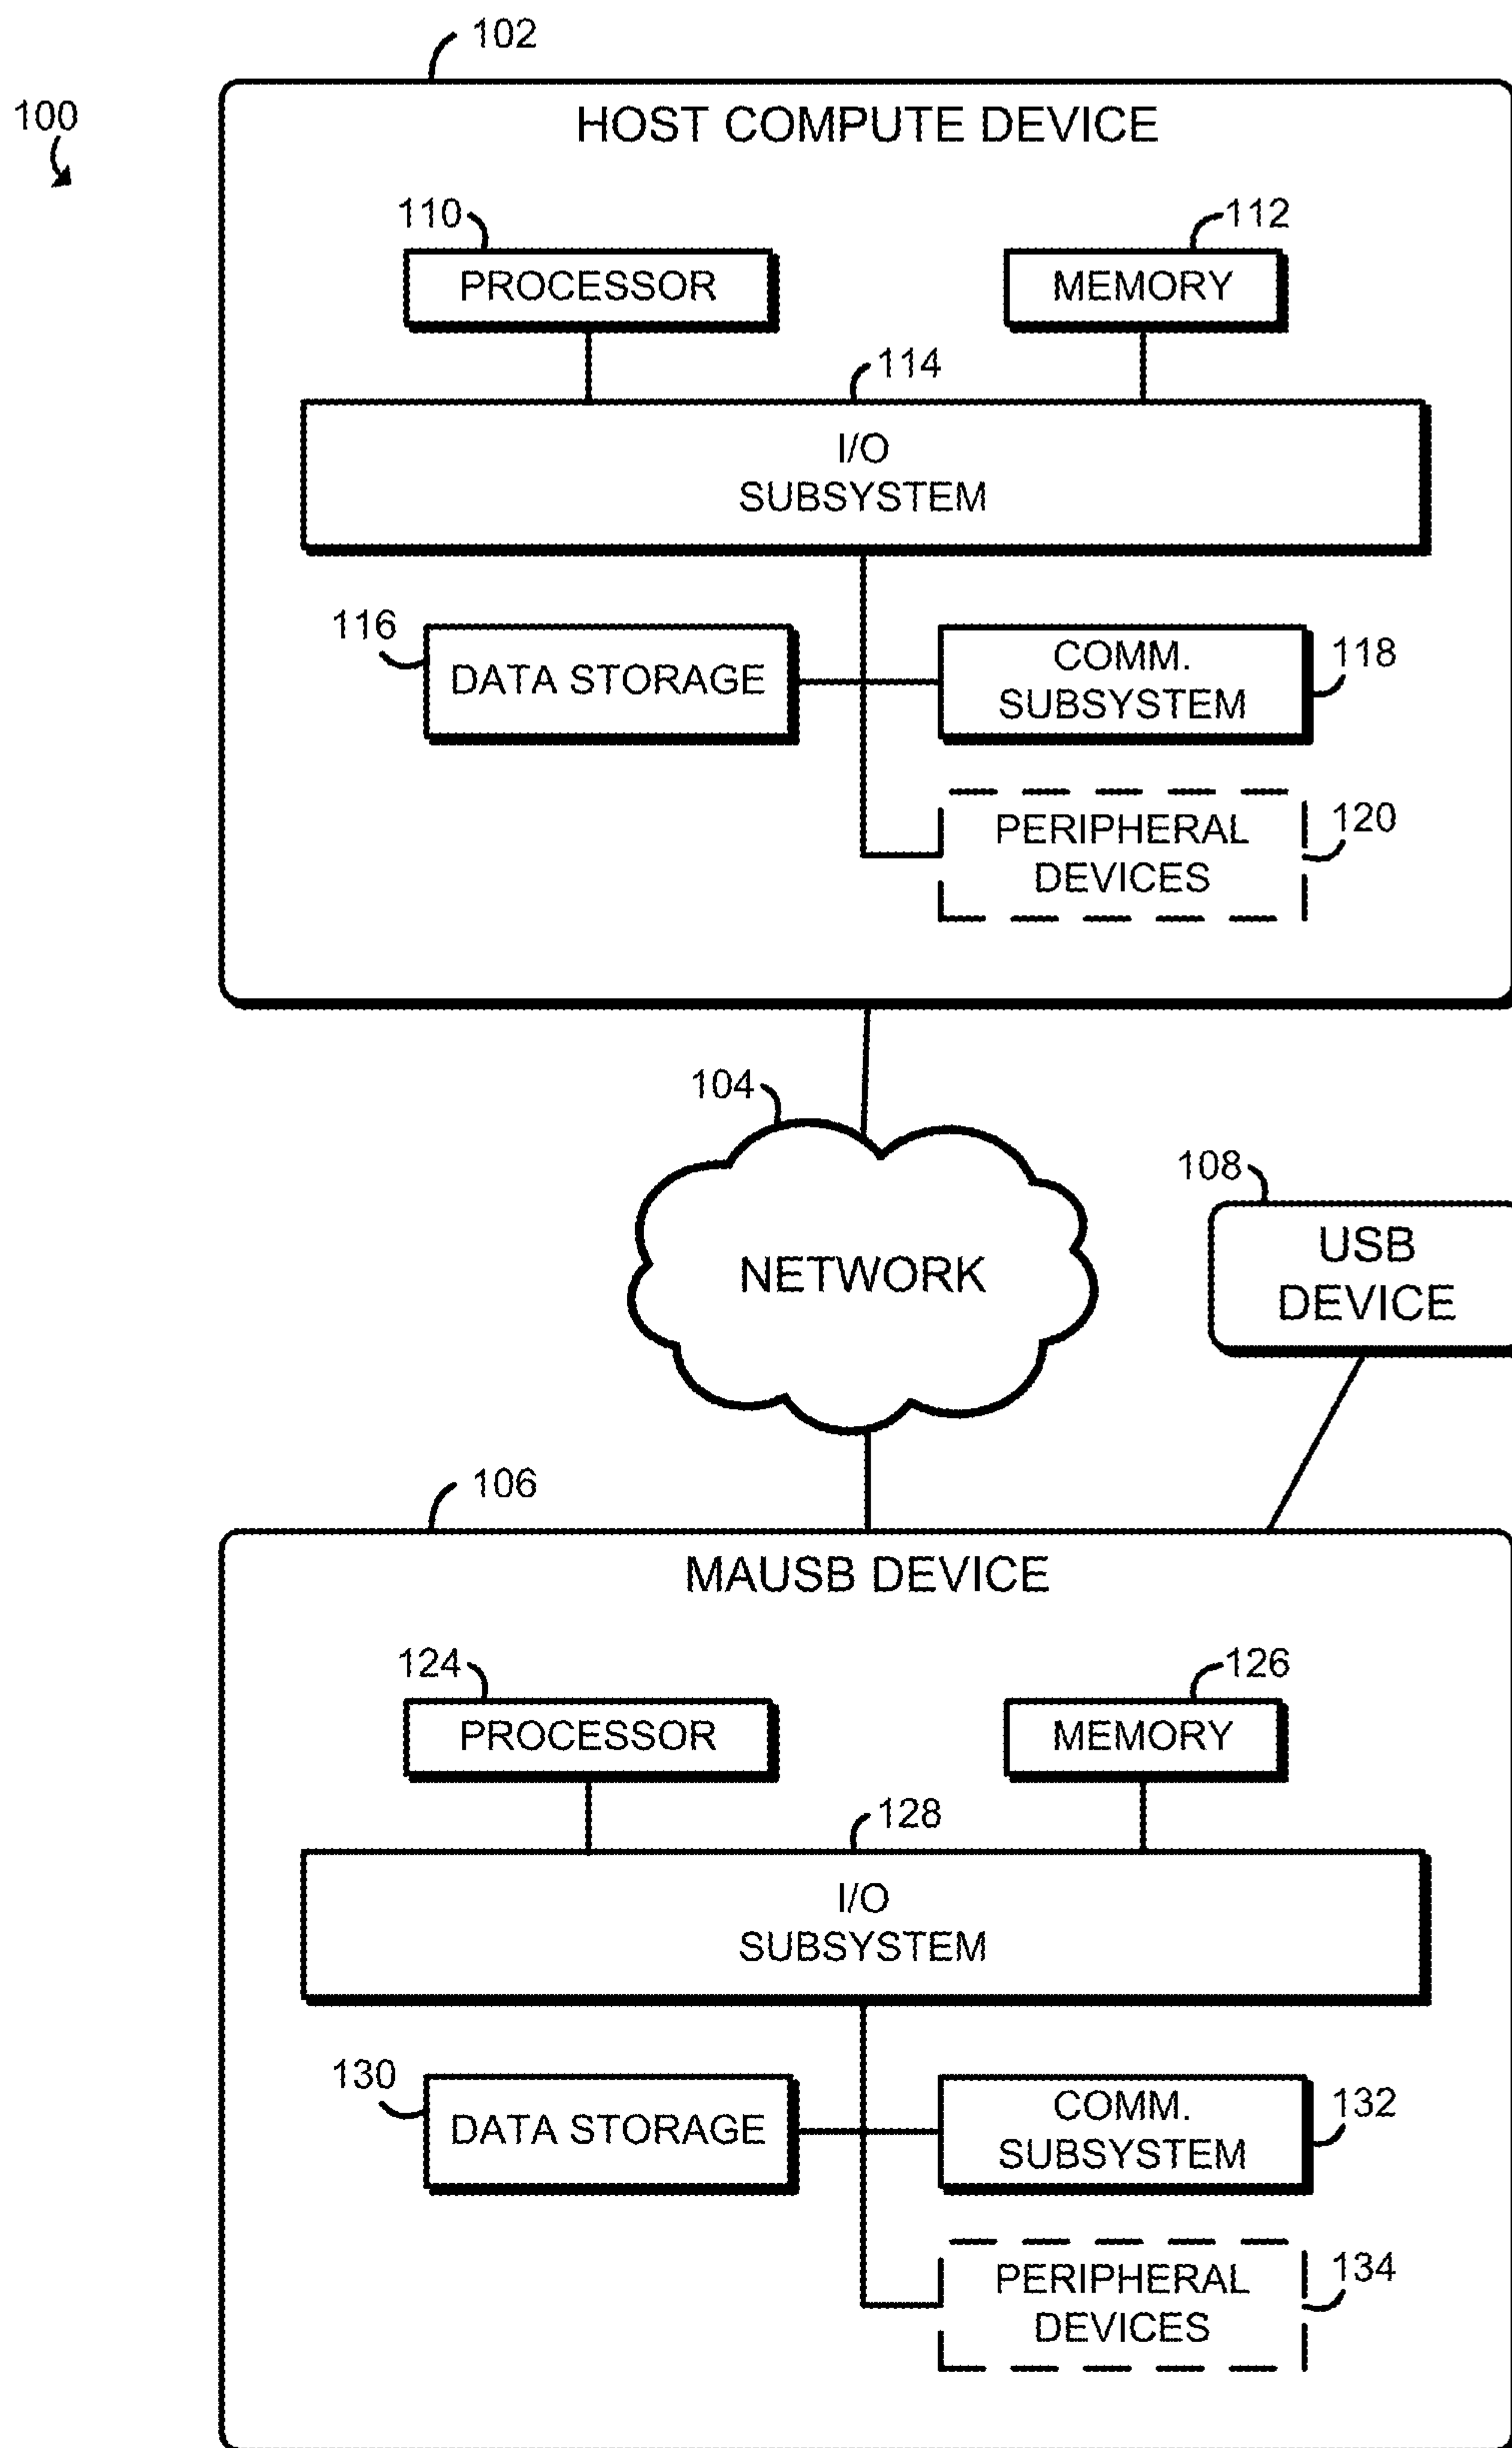 102
100
HOST COMPUTE DEVICE
110
112
PROCESSOR
MEMORY
114
I/O
SUBSYSTEM
116
DATA STORAGE
COMM.
SUBSYSTEM
118
PERIPHERAL
DEVICES
120
104
NETWORK
108
USB
DEVICE
106
MAUSB DEVICE
124
126
PROCESSOR
MEMORY
128
I/O
SUBSYSTEM
130
DATA STORAGE
COMM.
SUBSYSTEM
132
PERIPHERAL
DEVICES
134